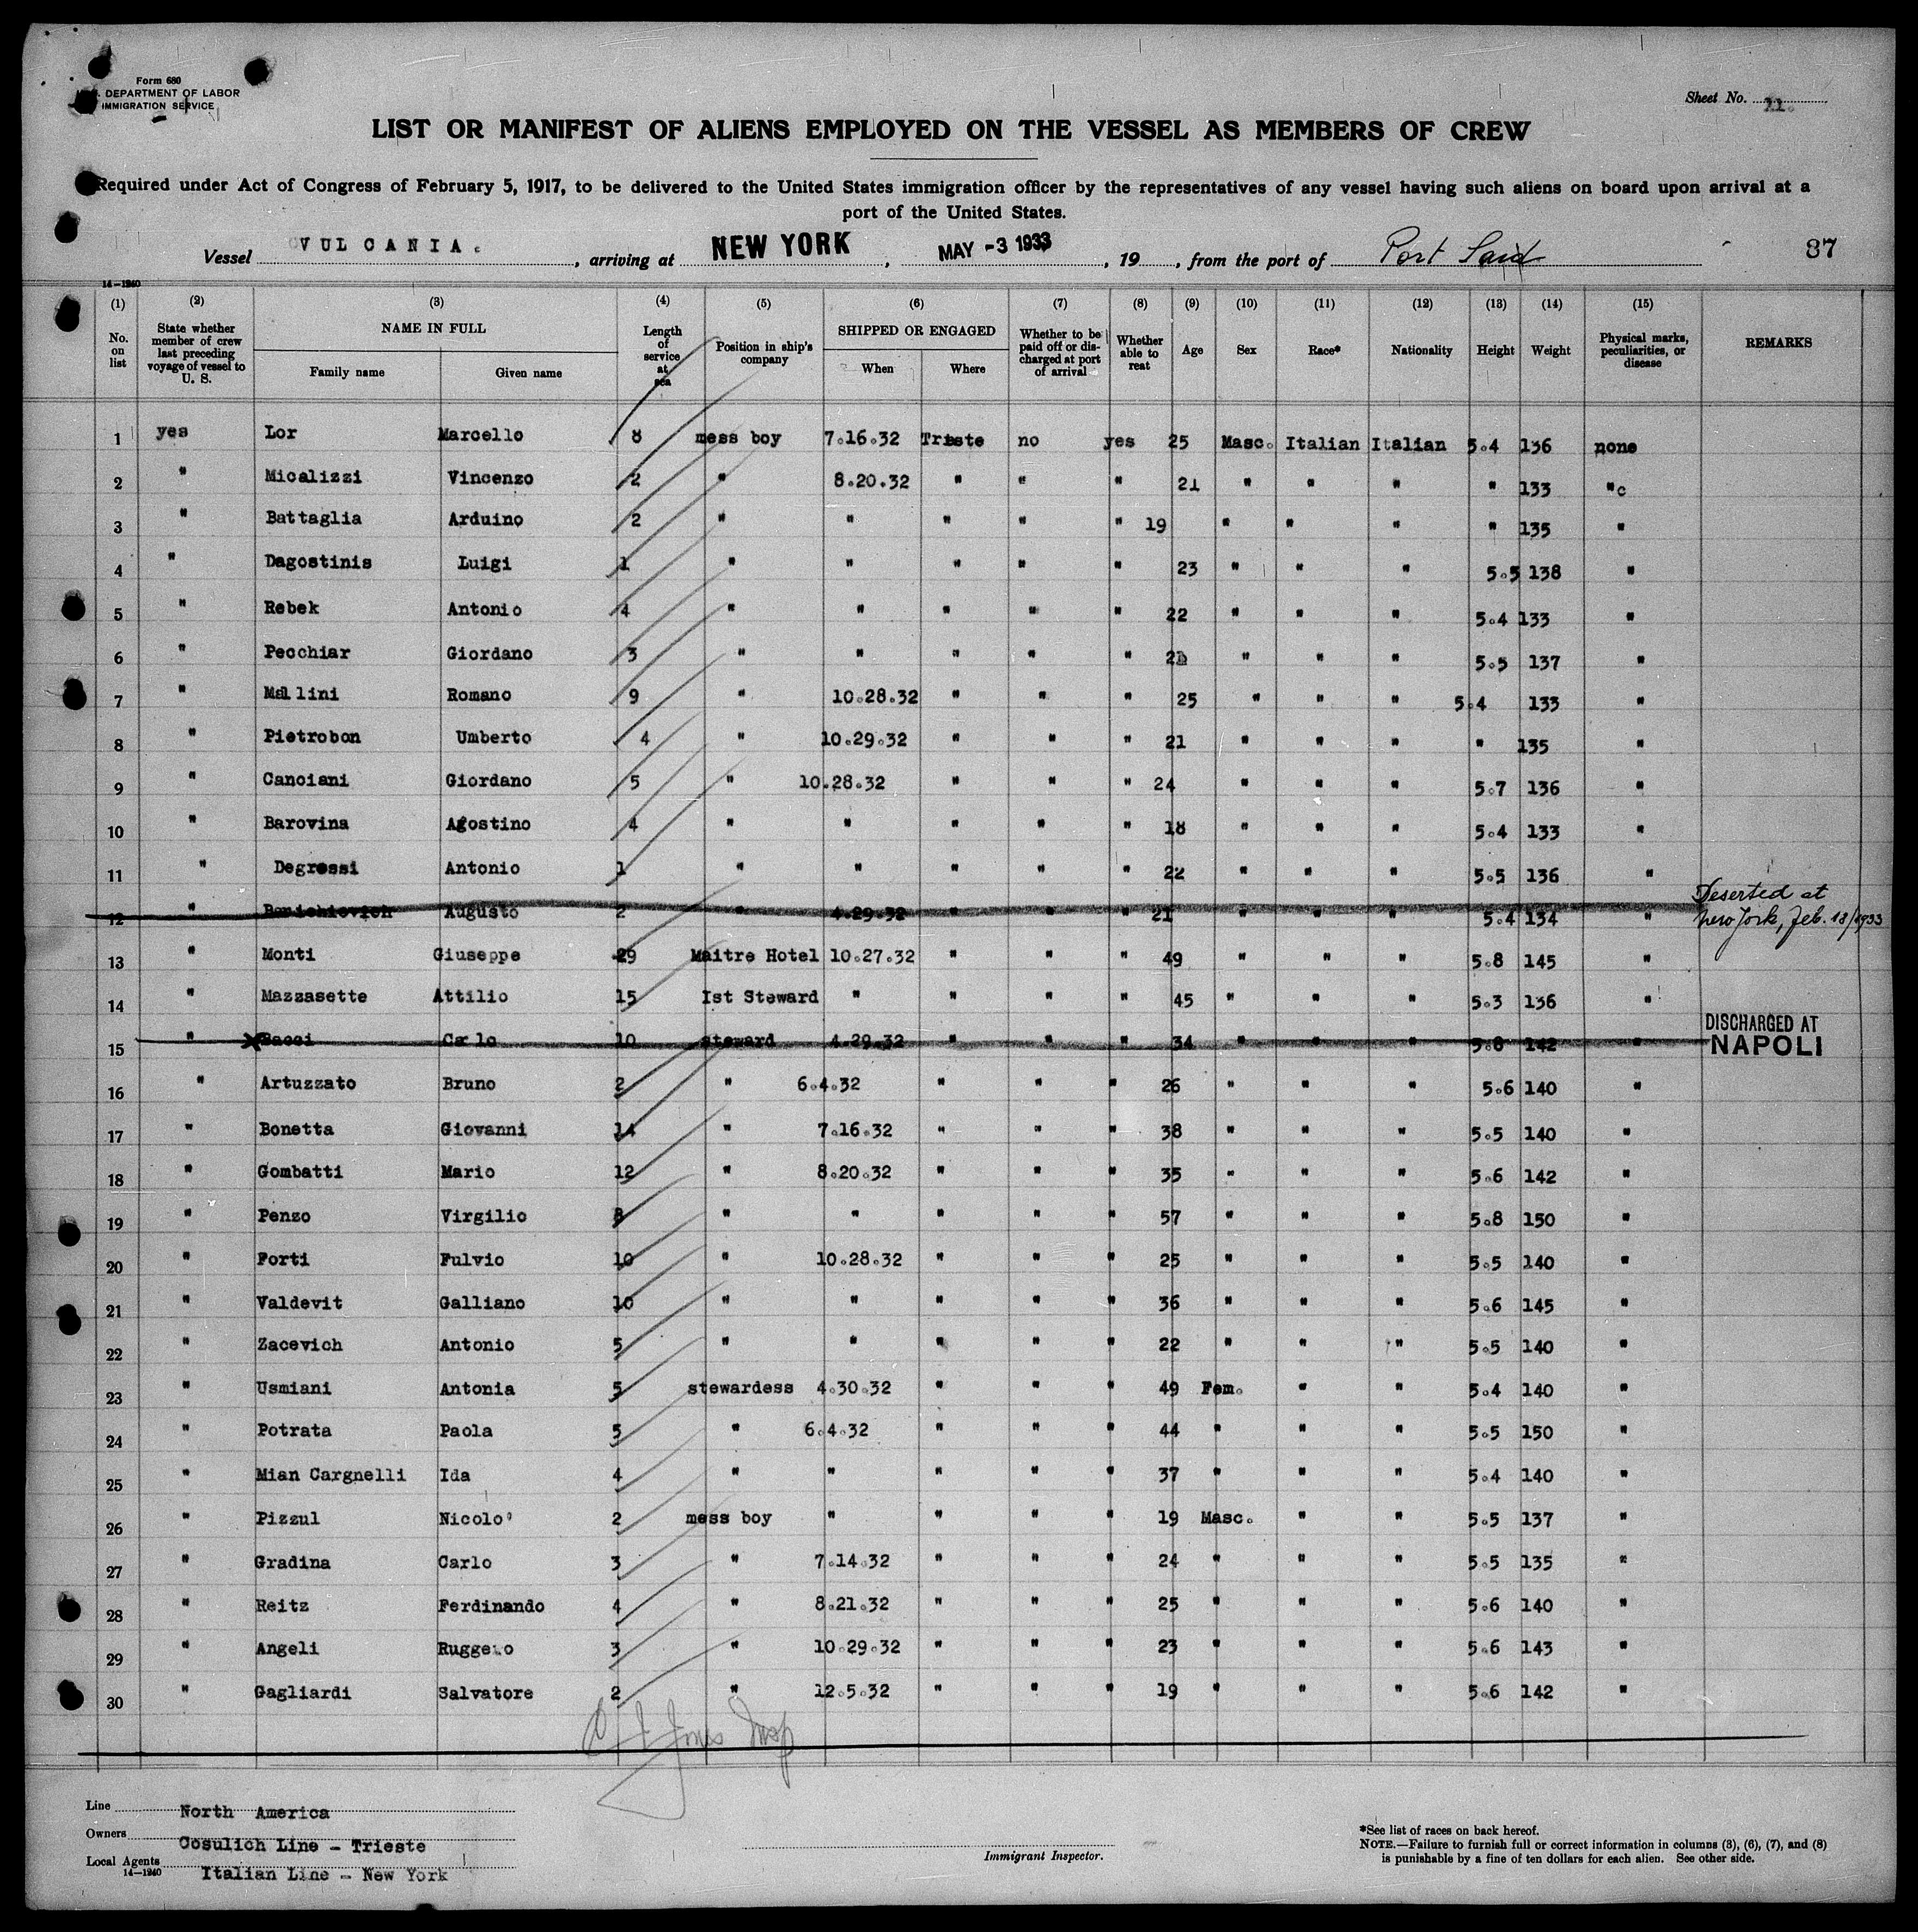 Form 680
DEPARTMENT OF LABOR
IMMIGRATION SERVICE
Sheet No.
LIST OR MANIFEST OF ALIENS EMPLOYED ON THE VESSEL AS MEMBERS OF CREW
Required under Act of Congress of February 5, 1917, to be delivered to the United States immigration officer by the representatives of any vessel having such aliens on board upon arrival at a
port of the United States.
Vessel VULCANIA. , arriving at NEW YORK , MAY -3 1933 , 19 , from the port of Port Said 87
14-1240
(1) (2) (3) (4) (5) (6) (7) (8) (9) (10) (11) (12) (13) (14) (15)
No. on list State whether member of crew last preceding voyage of vessel to U. S. NAME IN FULL Family name Given name Length of service at sea Position in ship's company SHIPPED OR ENGAGED When Where Whether to be paid off or discharged at port of arrival Whether able to reat Age Sex Race* Nationality Height Weight Physical marks, peculiarities, or disease REMARKS
1 yes Lor Marcello 8 mess boy 7.16.32 Trieste no yes 25 Masc. Italian Italian 5.4 136 none
2 " Micalizzi Vincenzo 2 " 8.20.32 " " " 21 " " " " 133 "
3 " Battaglia Arduino 2 " " " " " 19 " " " " 135 "
4 " Dagostinis Luigi 1 " " " " " 23 " " " 5.5 138 "
5 " Rebek Antonio 4 " " " " " 22 " " " 5.4 133 "
6 " Pecchiar Giordano 3 " " " " " " " " 5.5 137 "
7 " Mallini Romano 9 " 10.28.32 " " " 25 " " " 5.4 133 "
8 " Pietrobon Umberto 4 " 10.29.32 " " " 21 " " " " 135 "
9 " Canciani Giordano 5 " 10.28.32 " " " 24 " " " 5.7 136 "
10 " Barovina Agostino 4 " " " " " 18 " " " 5.4 133 "
11 " Degrassi Antonio 1 " " " " " 22 " " " 5.5 136 "
12 " Augusto 2 " 4.29.32 " " " 21 " " " 5.4 134 " Deserted at New York, Feb. 18/1933
13 " Monti Giuseppe 29 Maitre Hotel 10.27.32 " " " 49 " " " 5.8 145 "
14 " Mazzasette Attilio 15 Ist Steward " " " " 45 " " " 5.3 136 "
15 " Bacci Carlo 10 steward 4.29.32 " " " 34 " " " 5.8 142 " DISCHARGED AT NAPOLI
16 " Artuzzato Bruno 2 " 6.4.32 " " " 26 " " " 5.6 140 "
17 " Bonetta Giovanni 14 " 7.16.32 " " " 38 " " " 5.5 140 "
18 " Gombatti Mario 12 " 8.20.32 " " " 35 " " " 5.6 142 "
19 " Penzo Virgilio 8 " " " " " 57 " " " 5.8 150 "
20 " Forti Fulvio 10 " 10.28.32 " " " 25 " " " 5.5 140 "
21 " Valdevit Galliano 10 " " " " " 36 " " " 5.6 145 "
22 " Zacevich Antonio 5 " " " " " 22 " " " 5.5 140 "
23 " Usmiani Antonia 5 stewardess 4.30.32 " " " 49 Fem. " " 5.4 140 "
24 " Potrata Paola 5 " 6.4.32 " " " 44 " " " 5.5 150 "
25 " Mian Cargnelli Ida 4 " " " " " 37 " " " 5.4 140 "
26 " Pizzul Nicolo' 2 mess boy " " " " 19 Masc. " " 5.5 137 "
27 " Gradina Carlo 3 " 7.14.32 " " " 24 " " " 5.5 135 "
28 " Reitz Ferdinando 4 " 8.21.32 " " " 25 " " " 5.6 140 "
29 " Angeli Ruggero 3 " 10.29.32 " " " 23 " " " 5.6 143 "
30 " Gagliardi Salvatore 2 " 12.5.32 " " " 19 " " " 5.6 142 "
Line North America
Owners Cosulich Line - Trieste
Local Agents Italian Line - New York
14-1240
Immigrant Inspector.
*See list of races on back hereof.
NOTE.—Failure to furnish full or correct information in columns (3), (6), (7), and (8)
is punishable by a fine of ten dollars for each alien. See other side.